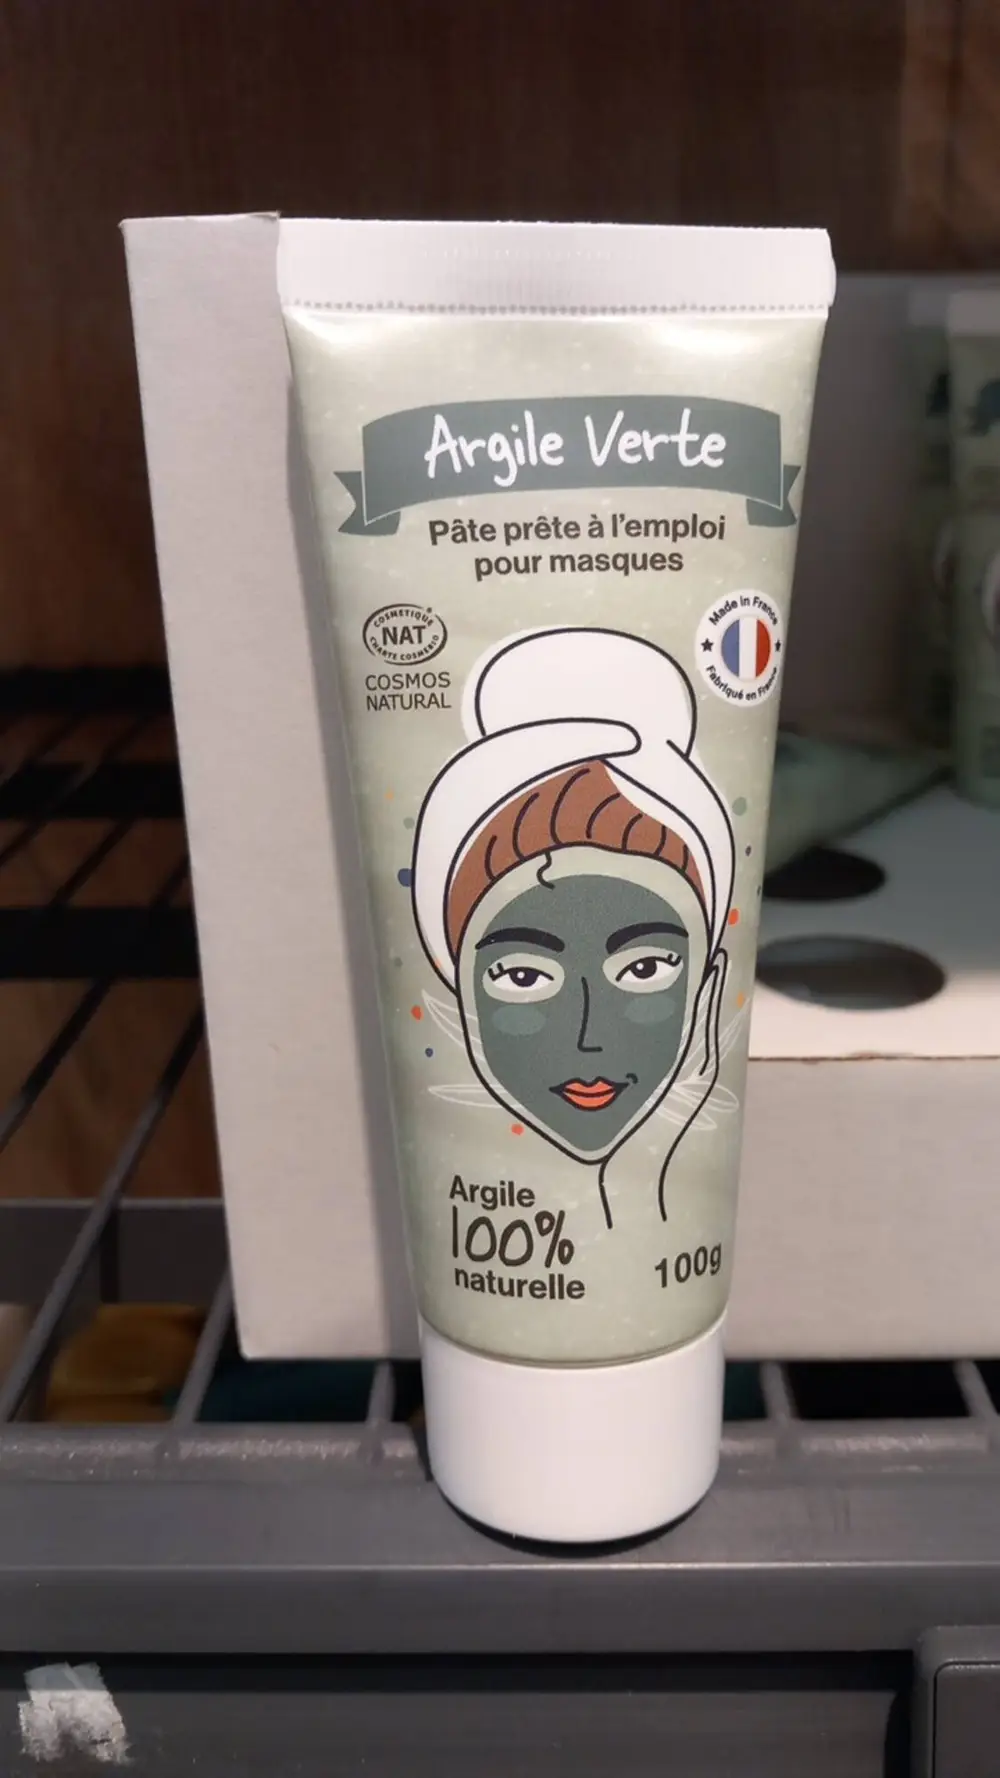 Argile Verte
Pâte prête à l'emploi
pour masques
COSMETIQUE
NAT
CHARTE COSMEBIO
COSMOS
NATURAL
Made in France
Fabriqué en France
Argile
100%
naturelle
100g